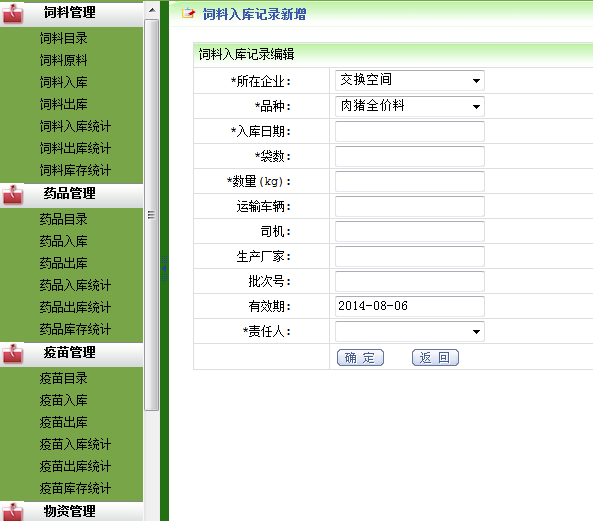 饲料管理
饲料目录
饲料原料
饲料入库
饲料出库
饲料入库统计
饲料出库统计
饲料库存统计
药品管理
药品目录
药品入库
药品出库
药品入库统计
药品出库统计
药品库存统计
疫苗管理
疫苗目录
疫苗入库
疫苗出库
疫苗入库统计
疫苗出库统计
疫苗库存统计
物资管理
饲料入库记录新增
饲料入库记录编辑
*所在企业: 交换空间
*品种: 肉猪全价料
*入库日期:
*袋数:
*数量(kg):
运输车辆:
司机:
生产厂家:
批次号:
有效期: 2014-08-06
*责任人:
确 定 返 回